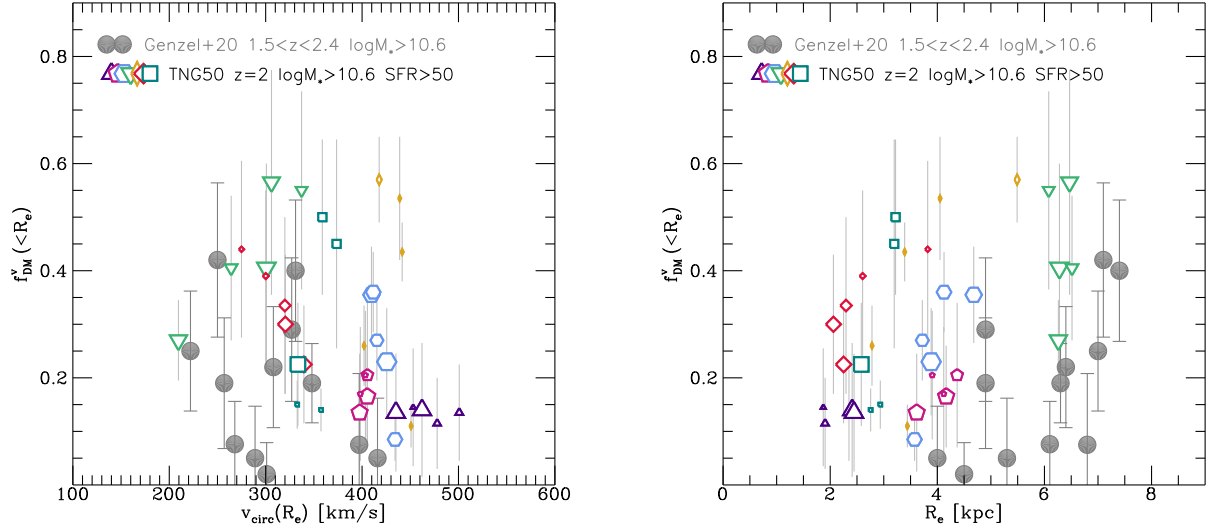 Genzel+20 1.5<z<2.4 logM*>10.6
TNG50 z=2 logM*>10.6 SFR>50
0.8
0.6
0.4
0.2
f^v_DM(<R_e)
100 200 300 400 500 600
v_circ(R_e) [km/s]
Genzel+20 1.5<z<2.4 logM*>10.6
TNG50 z=2 logM*>10.6 SFR>50
0.8
0.6
0.4
0.2
f^v_DM(<R_e)
0 2 4 6 8
R_e [kpc]